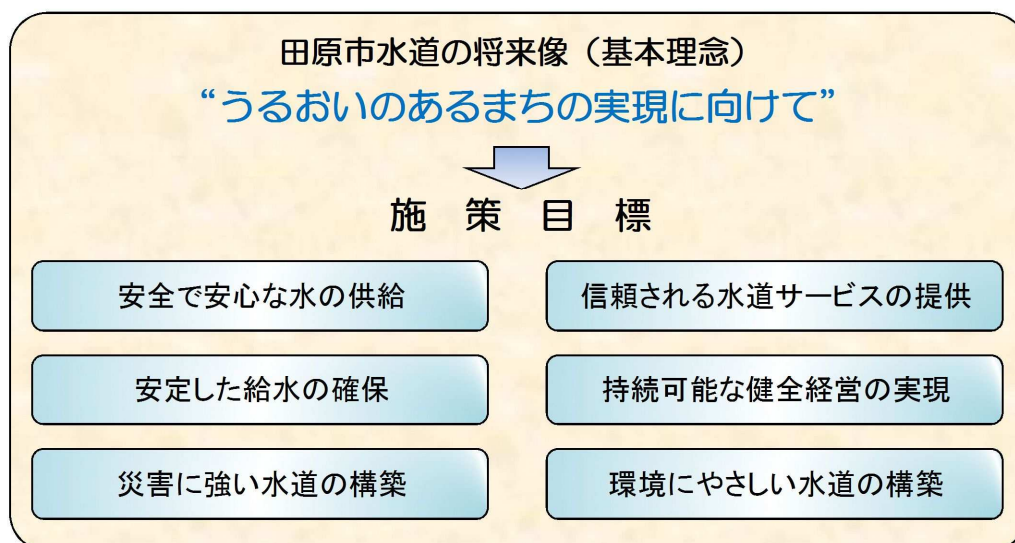 田原市水道の将来像（基本理念）
“うるおいのあるまちの実現に向けて”
施 策 目 標
安全で安心な水の供給
信頼される水道サービスの提供
安定した給水の確保
持続可能な健全経営の実現
災害に強い水道の構築
環境にやさしい水道の構築